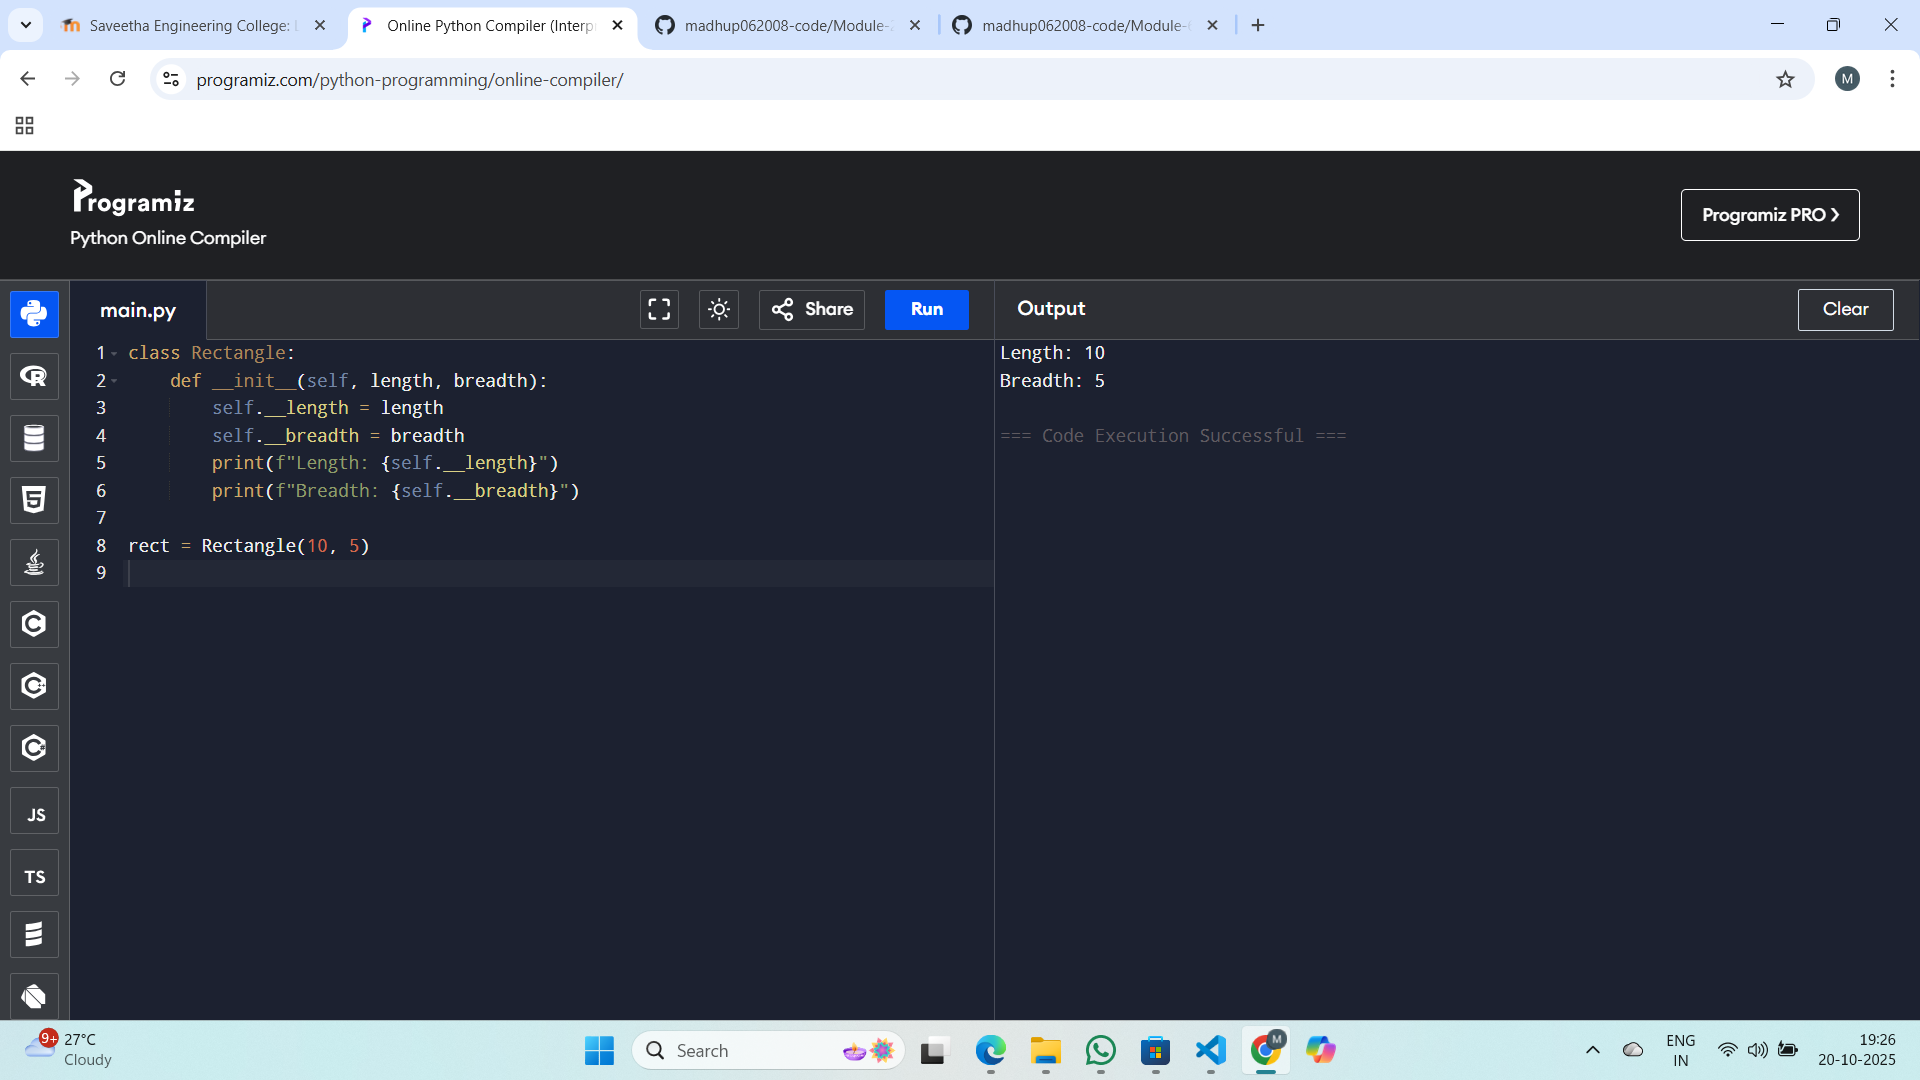 Saveetha Engineering College: L
Online Python Compiler (Interp
madhup062008-code/Module-
madhup062008-code/Module-
programiz.com/python-programming/online-compiler/
M
Programiz
Python Online Compiler
Programiz PRO ❯
main.py
Share
Run
Output
Clear
1 class Rectangle:
2     def __init__(self, length, breadth):
3         self.__length = length
4         self.__breadth = breadth
5         print(f"Length: {self.__length}")
6         print(f"Breadth: {self.__breadth}")
7
8 rect = Rectangle(10, 5)
9
Length: 10
Breadth: 5
=== Code Execution Successful ===
R
5
C
C
C#
JS
TS
9+
27°C
Cloudy
Search
M
ENG
IN
19:26
20-10-2025